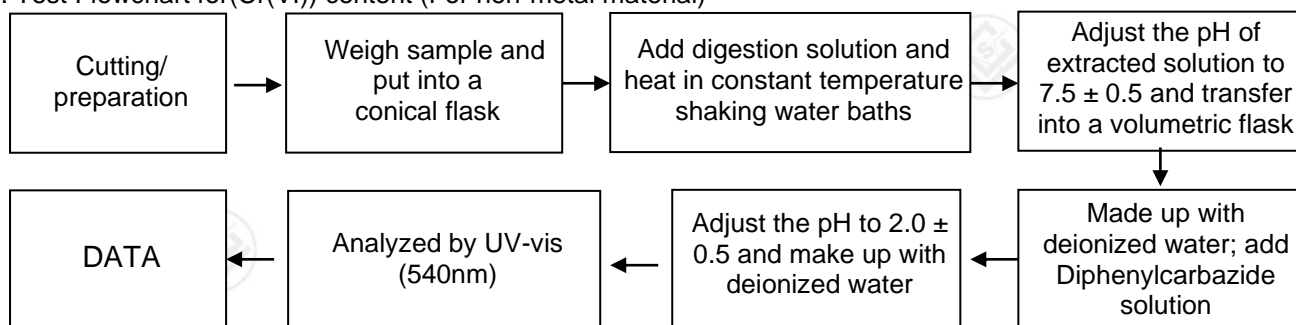 Test Flowchart for(Cr(VI)) content (For non-metal material)
Cutting/
preparation
Weigh sample and
put into a
conical flask
Add digestion solution and
heat in constant temperature
shaking water baths
Adjust the pH of
extracted solution to
7.5 ± 0.5 and transfer
into a volumetric flask
Made up with
deionized water; add
Diphenylcarbazide
solution
Adjust the pH to 2.0 ±
0.5 and make up with
deionized water
Analyzed by UV-vis
(540nm)
DATA